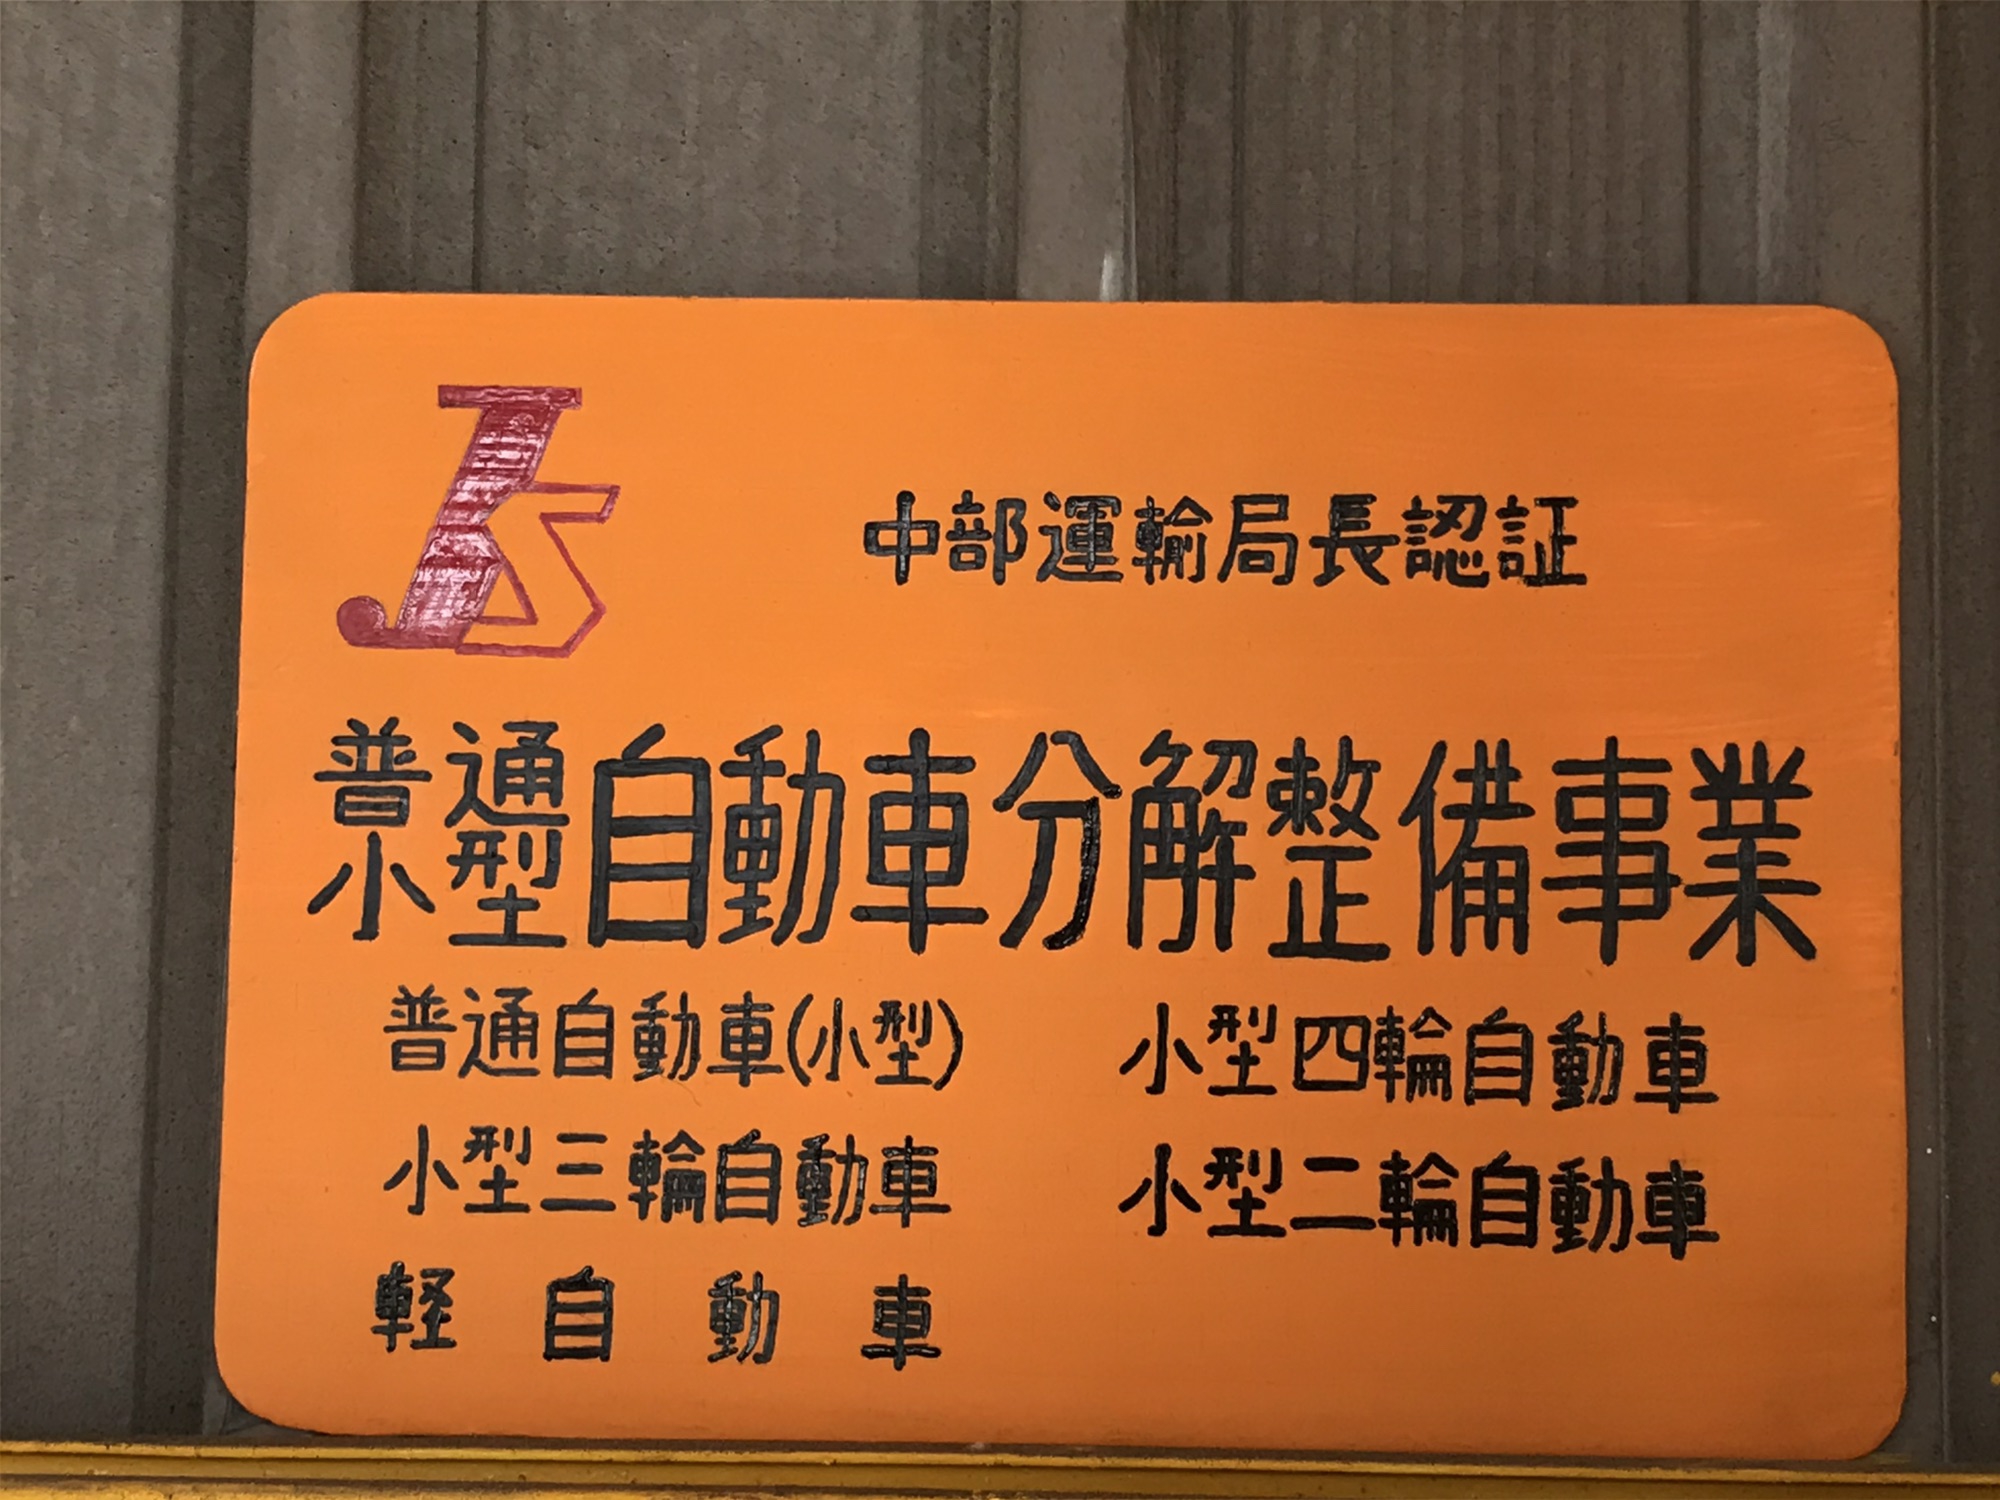 JS
中部運輸局長認証
普通小型自動車分解整備事業
普通自動車(小型) 小型四輪自動車
小型三輪自動車 小型二輪自動車
軽自動車